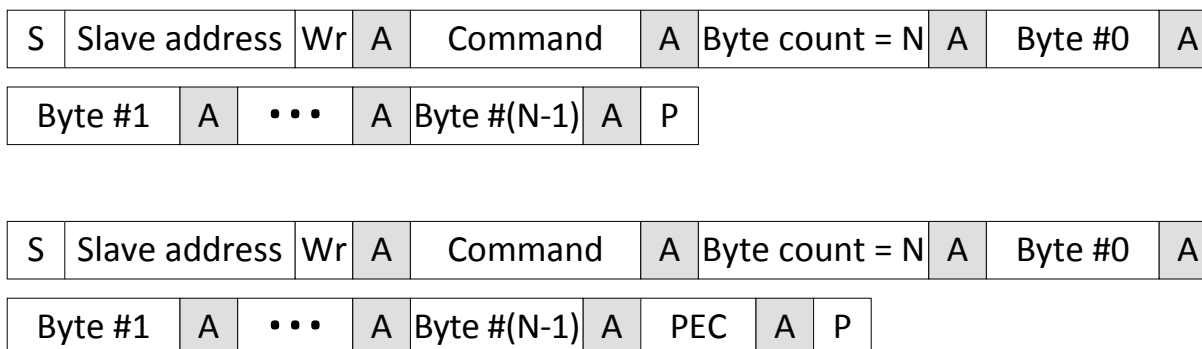 S Slave address Wr A Command A Byte count = N A Byte #0 A
Byte #1 A ••• A Byte #(N-1) A P
S Slave address Wr A Command A Byte count = N A Byte #0 A
Byte #1 A ••• A Byte #(N-1) A PEC A P